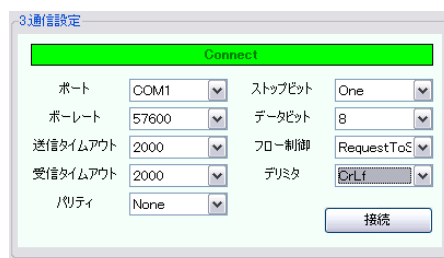 3.通信設定
Connect
ポート COM1 ストップビット One
ボーレート 57600 データビット 8
送信タイムアウト 2000 フロー制御 RequestToS
受信タイムアウト 2000 デリミタ CrLf
パリティ None
接続